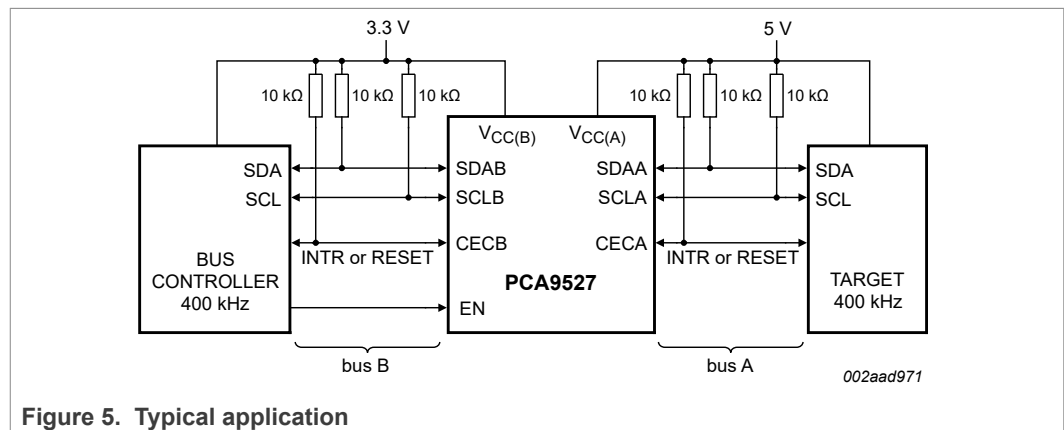 3.3 V
5 V
10 kΩ
10 kΩ
10 kΩ
10 kΩ
10 kΩ
10 kΩ
VCC(B)
VCC(A)
SDA
SDAB
SDAA
SDA
SCL
SCLB
SCLA
SCL
CECB
CECA
INTR or RESET
INTR or RESET
BUS
CONTROLLER
400 kHz
PCA9527
TARGET
400 kHz
EN
bus B
bus A
002aad971
Figure 5. Typical application